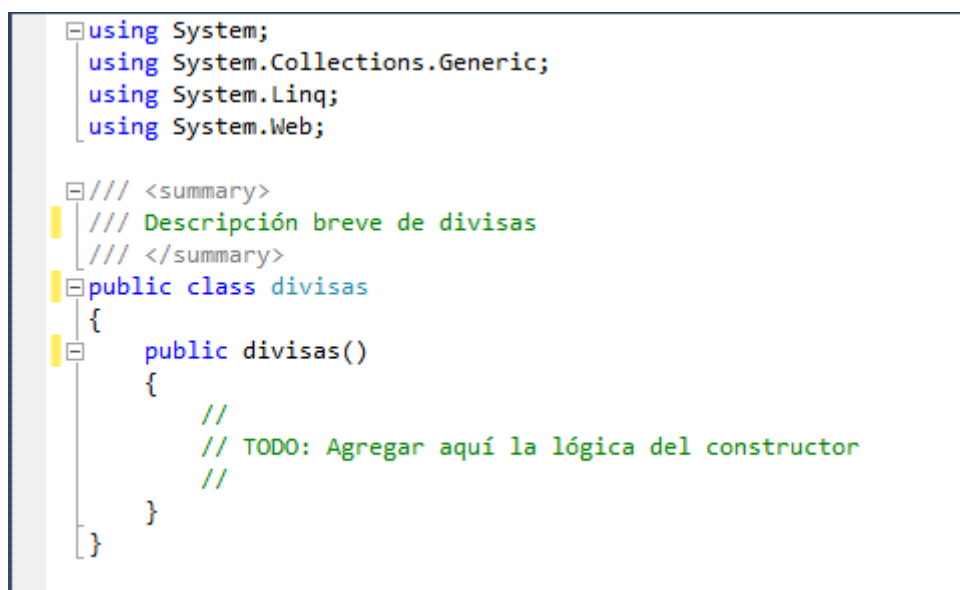 using System;
using System.Collections.Generic;
using System.Linq;
using System.Web;
/// <summary>
/// Descripción breve de divisas
/// </summary>
public class divisas
{
public divisas()
{
//
// TODO: Agregar aquí la lógica del constructor
//
}
}